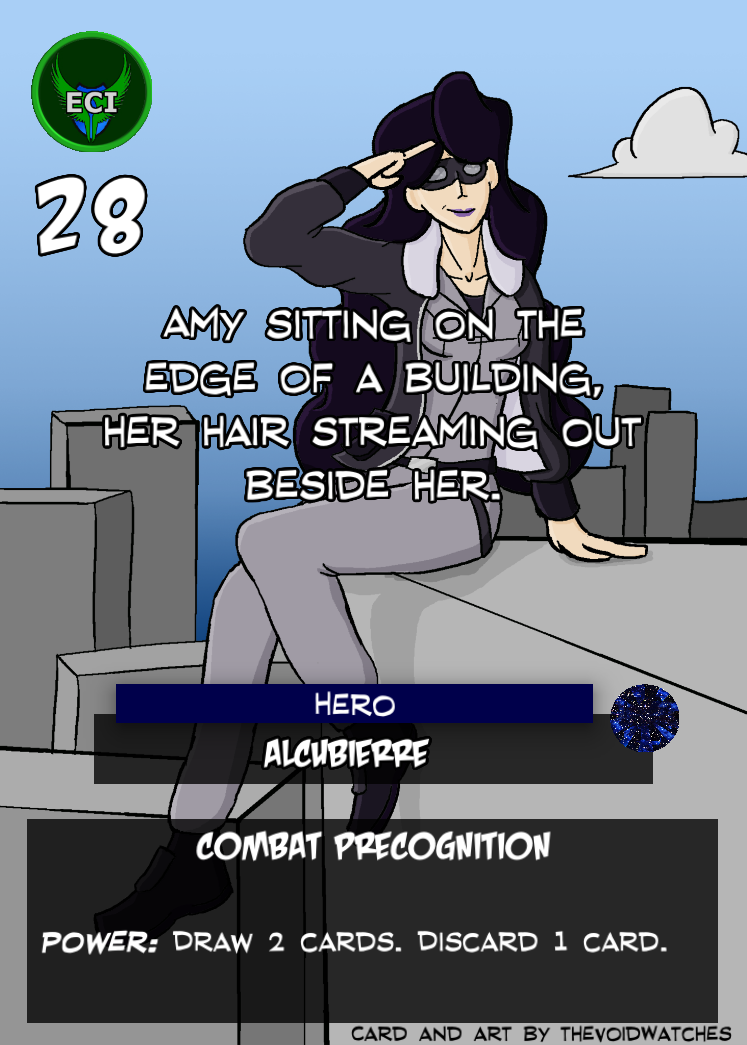 ECI
28
AMY SITTING ON THE
EDGE OF A BUILDING,
HER HAIR STREAMING OUT
BESIDE HER.
HERO
ALCUBIERRE
COMBAT PRECOGNITION
POWER: DRAW 2 CARDS. DISCARD 1 CARD.
CARD AND ART BY THEVOIDWATCHES